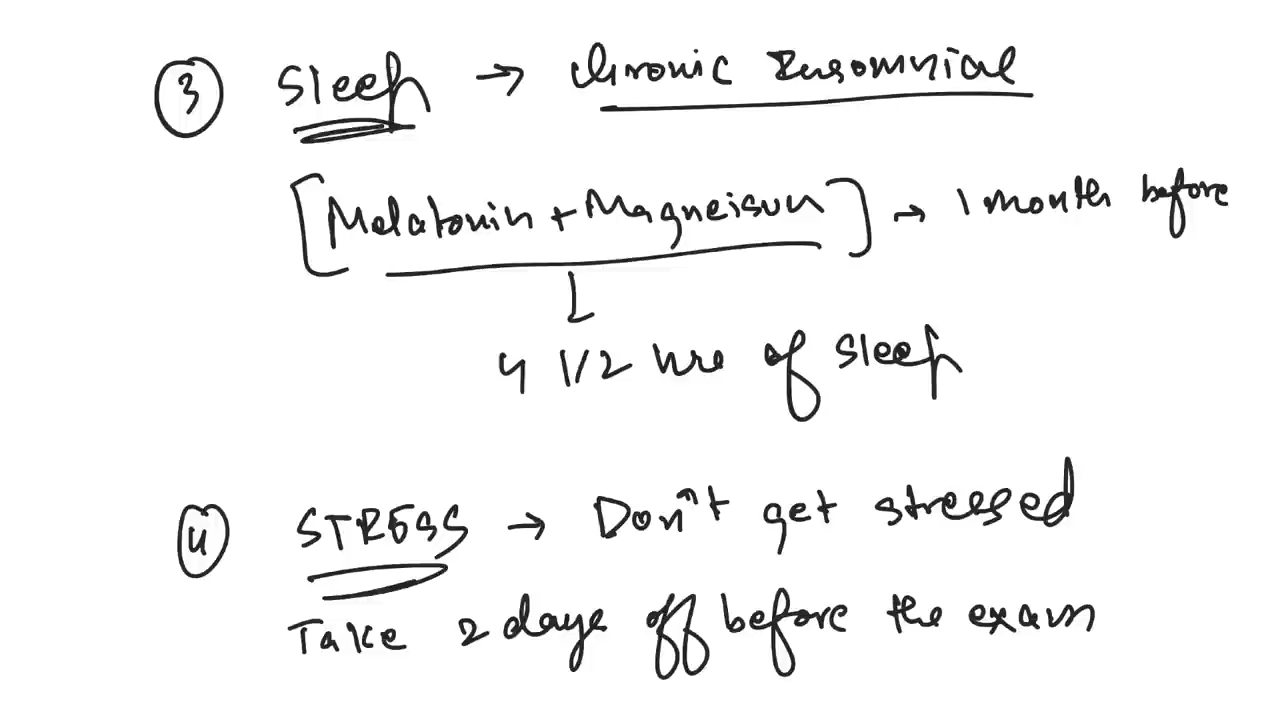 3 Sleep → Chronic Insomnial
[Melatonin + Magneisum] → 1 month before
4 1/2 hrs of sleep
4 STRESS → Don't get stressed
Take 2 days off before the exam